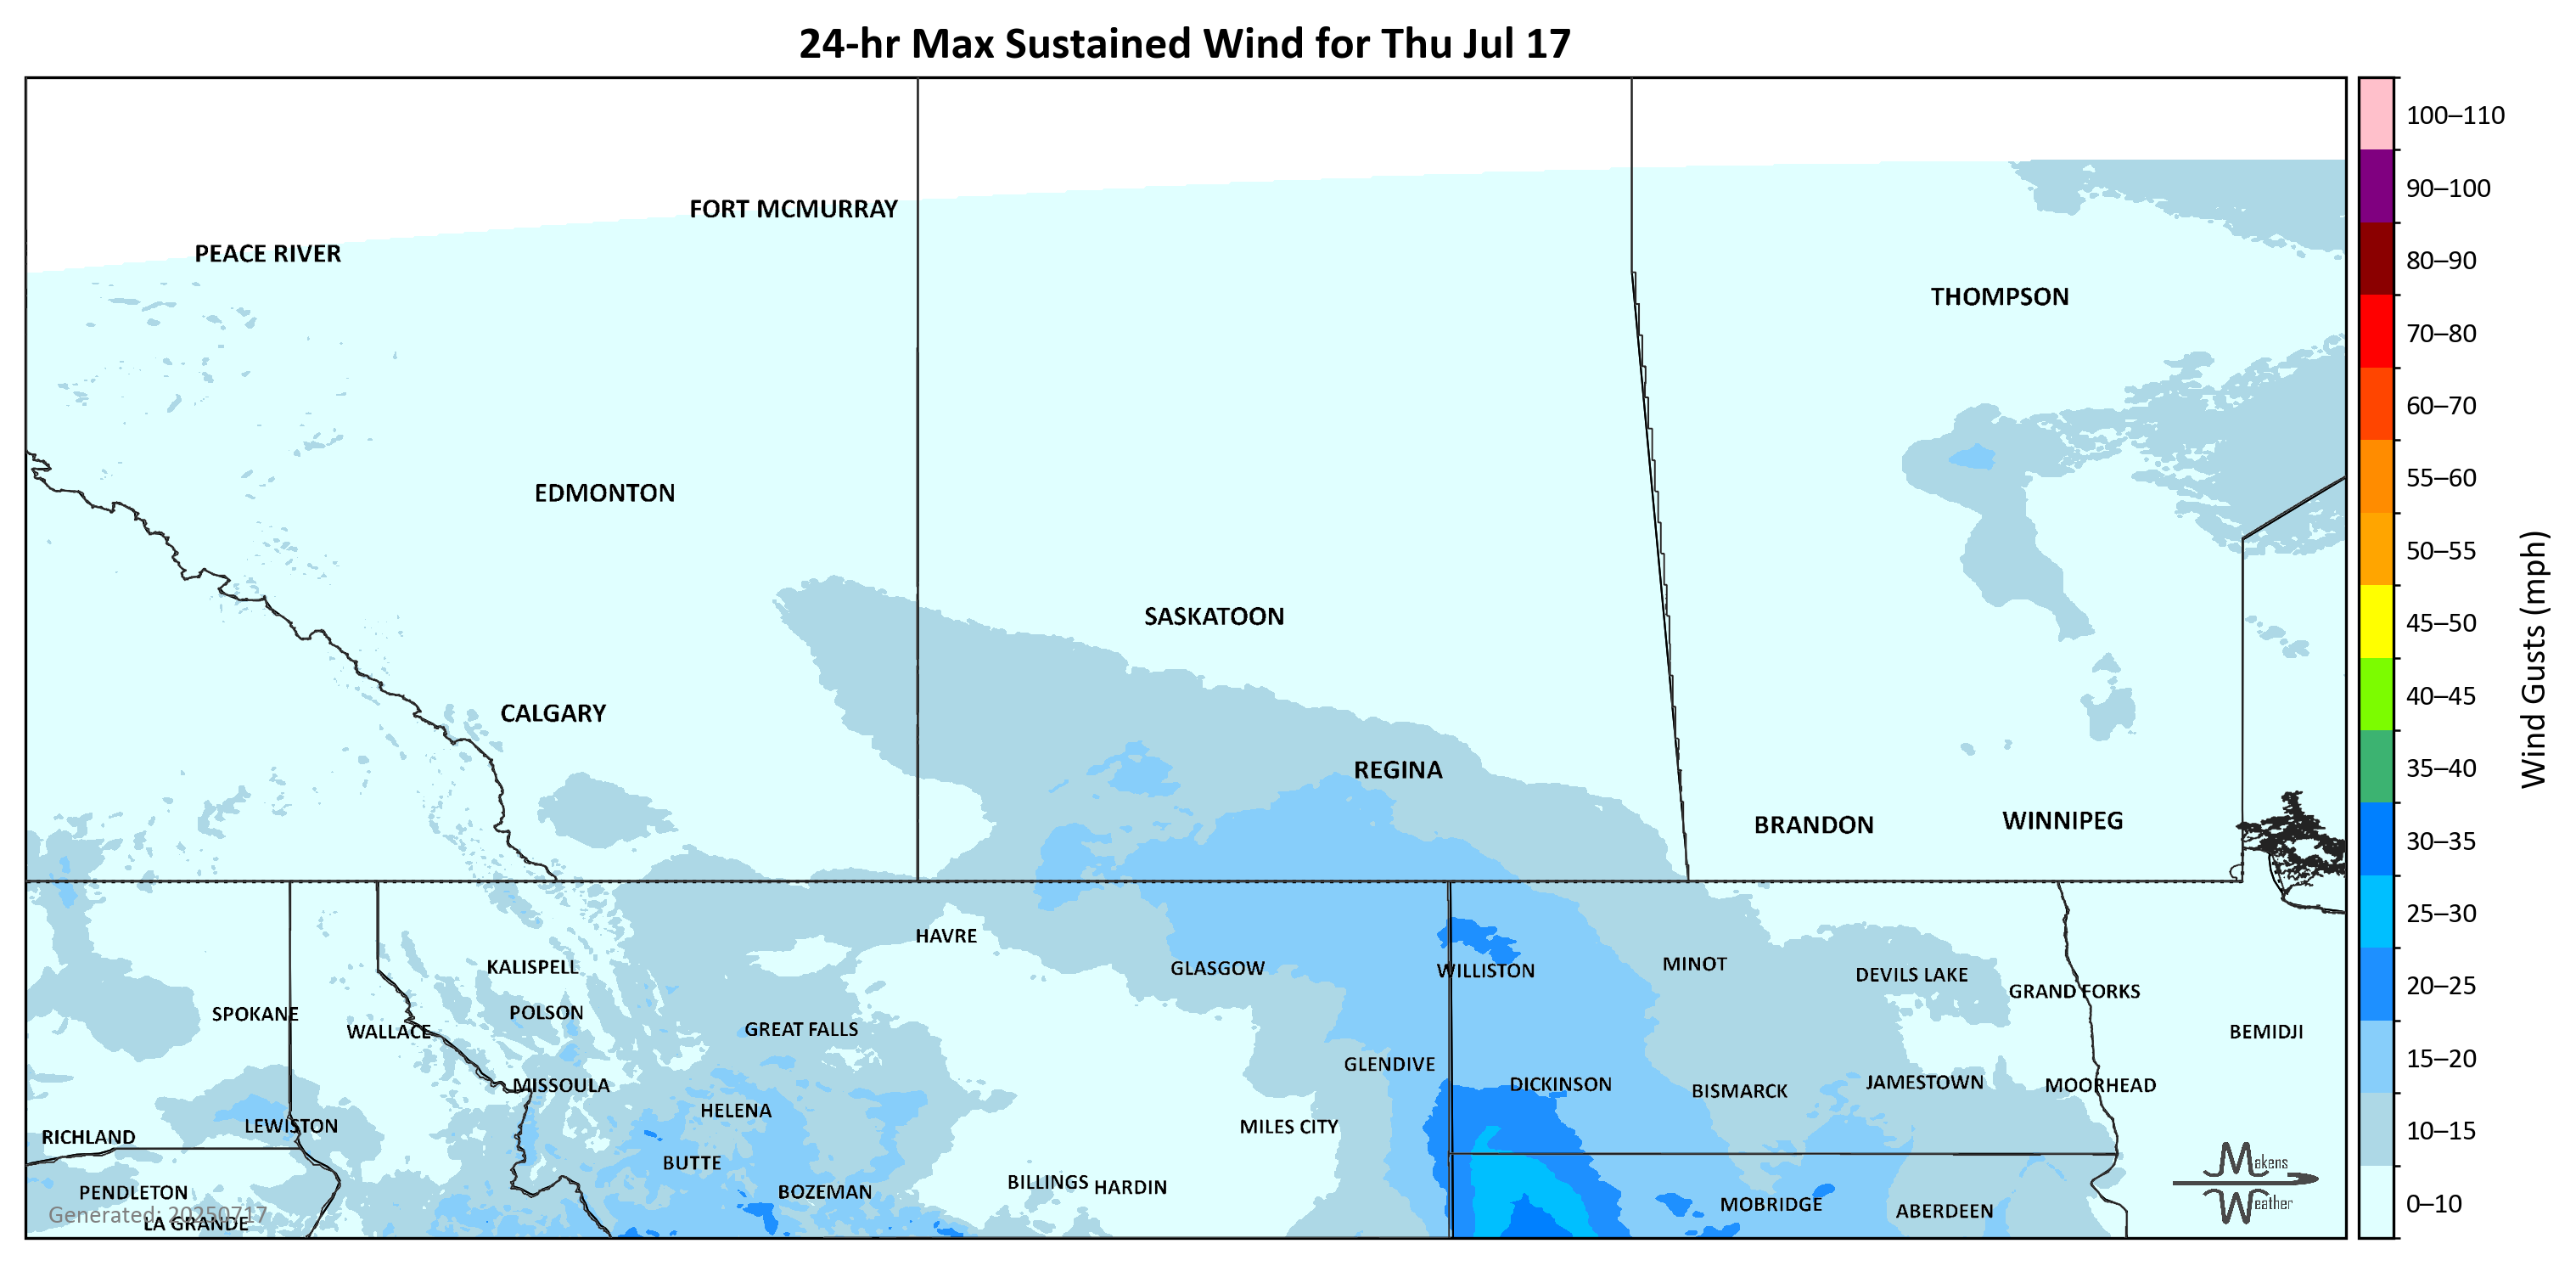 24-hr Max Sustained Wind for Thu Jul 17
100–110
90–100
80–90
70–80
60–70
55–60
50–55
45–50
40–45
35–40
30–35
25–30
20–25
15–20
10–15
0–10
Wind Gusts (mph)
FORT MCMURRAY
PEACE RIVER
THOMPSON
EDMONTON
SASKATOON
CALGARY
REGINA
BRANDON
WINNIPEG
HAVRE
KALISPELL
GLASGOW
WILLISTON
MINOT
DEVILS LAKE
GRAND FORKS
SPOKANE
POLSON
WALLACE
GREAT FALLS
BEMIDJI
GLENDIVE
MISSOULA
DICKINSON
BISMARCK
JAMESTOWN
MOORHEAD
HELENA
LEWISTON
MILES CITY
RICHLAND
BUTTE
BILLINGS
HARDIN
PENDLETON
BOZEMAN
MOBRIDGE
ABERDEEN
Generated: 20250717
LA GRANDE
Makens
Weather